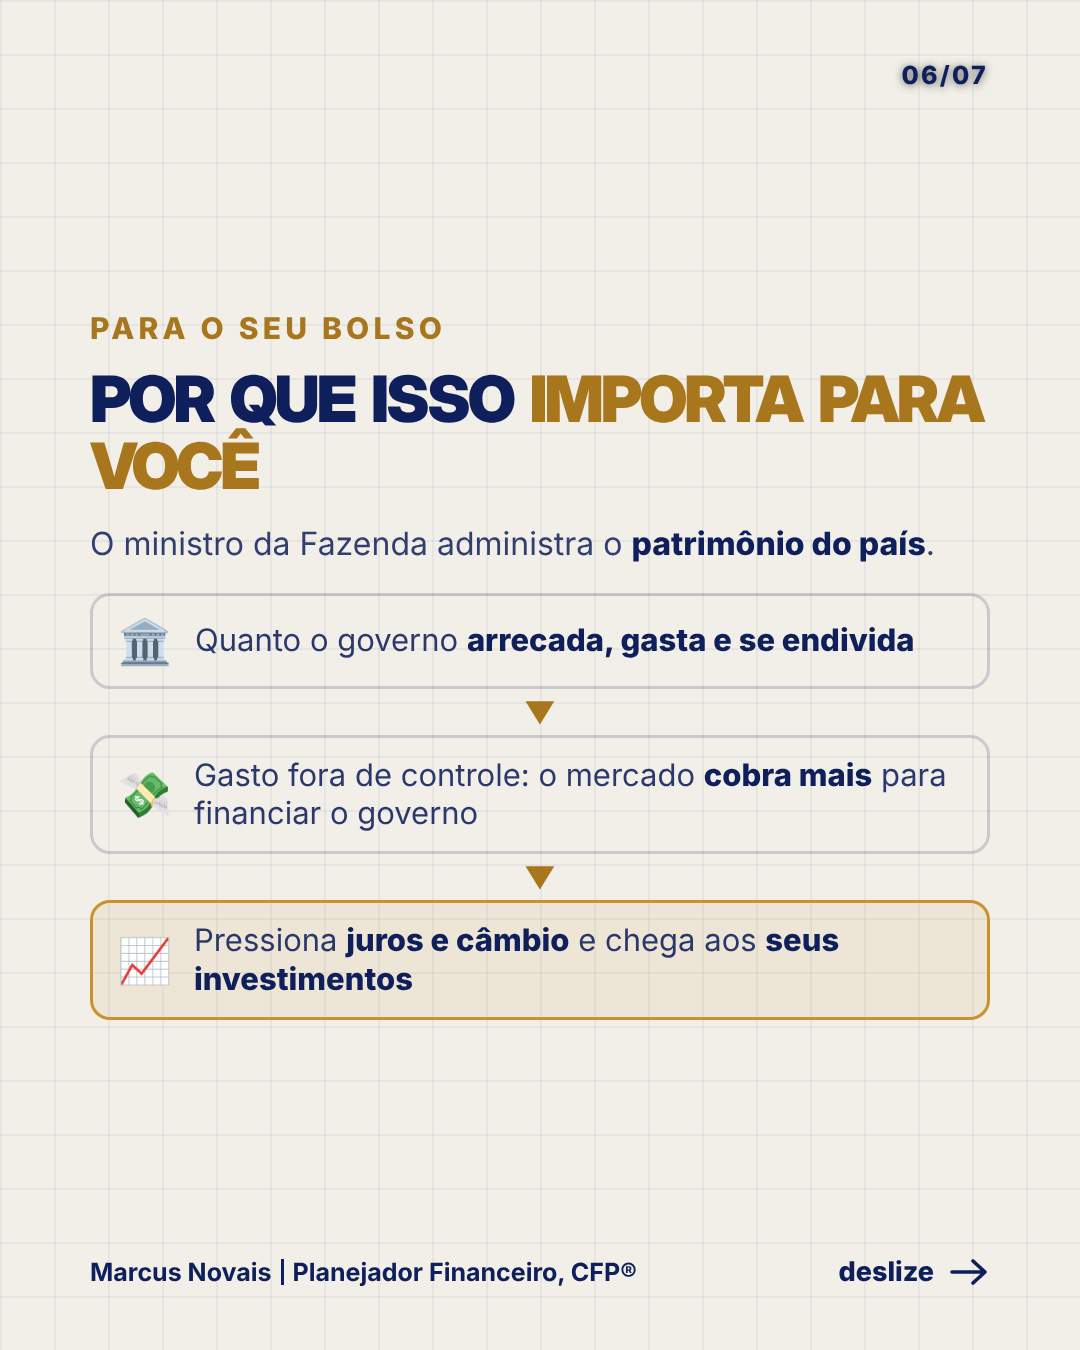 06/07
PARA O SEU BOLSO
POR QUE ISSO IMPORTA PARA
VOCÊ
O ministro da Fazenda administra o patrimônio do país.
Quanto o governo arrecada, gasta e se endivida
Gasto fora de controle: o mercado cobra mais para
financiar o governo
Pressiona juros e câmbio e chega aos seus
investimentos
Marcus Novais | Planejador Financeiro, CFP®
deslize →